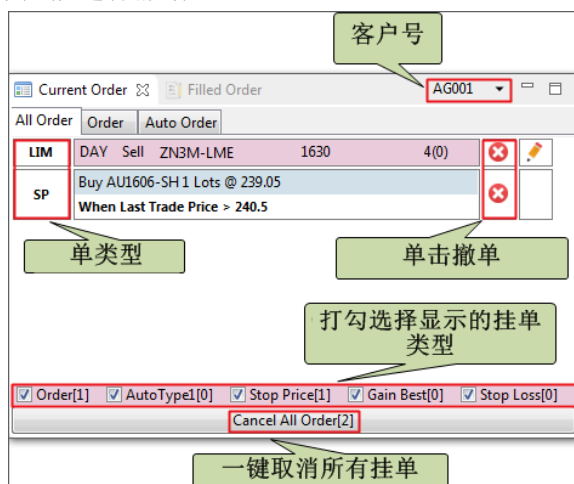 客户号
Current Order Filled Order AG001
All Order Order Auto Order
LIM DAY Sell ZN3M-LME 1630 4(0)
SP Buy AU1606-SH 1 Lots @ 239.05
When Last Trade Price > 240.5
单类型 单击撤单
打勾选择显示的挂单
类型
Order[1] AutoType1[0] Stop Price[1] Gain Best[0] Stop Loss[0]
Cancel All Order[2]
一键取消所有挂单